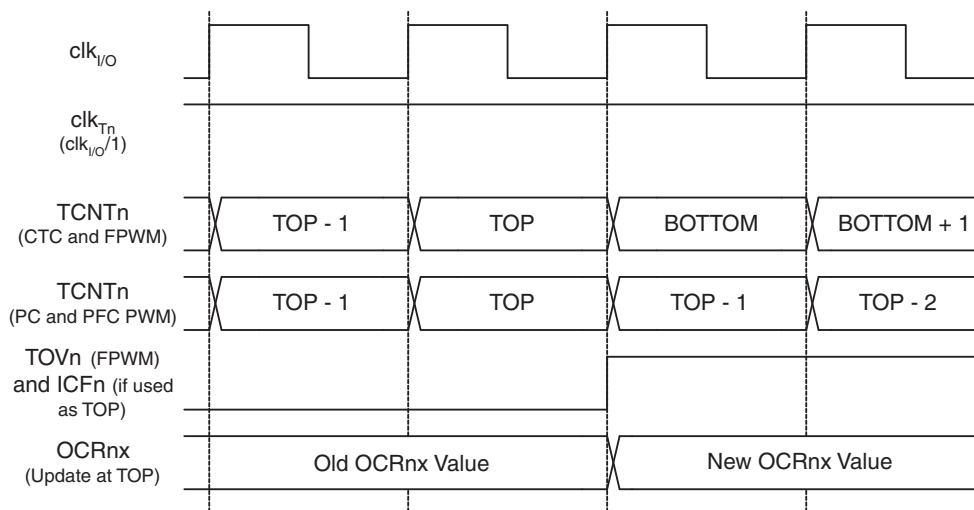 clkI/O
clkTn
(clkI/O/1)
TCNTn
(CTC and FPWM)
TOP - 1 TOP BOTTOM BOTTOM + 1
TCNTn
(PC and PFC PWM)
TOP - 1 TOP TOP - 1 TOP - 2
TOVn (FPWM)
and ICFn (if used
as TOP)
OCRnx
(Update at TOP)
Old OCRnx Value New OCRnx Value